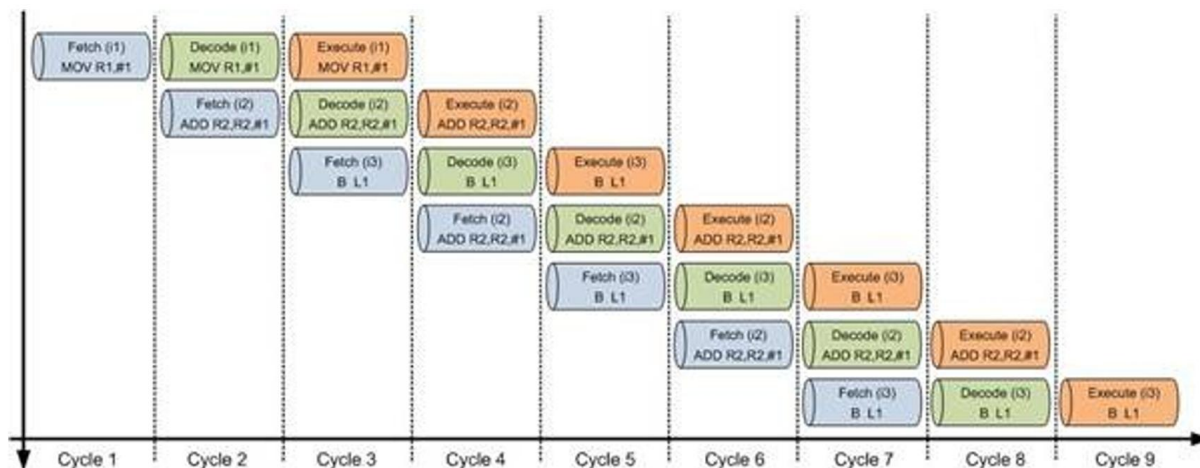 Fetch (i1) Decode (i1) Execute (i1)
MOV R1,#1 MOV R1,#1 MOV R1,#1
Fetch (i2) Decode (i2) Execute (i2)
ADD R2,R2,#1 ADD R2,R2,#1 ADD R2,R2,#1
Fetch (i3) Decode (i3) Execute (i3)
B L1 B L1 B L1
Fetch (i2) Decode (i2) Execute (i2)
ADD R2,R2,#1 ADD R2,R2,#1 ADD R2,R2,#1
Fetch (i3) Decode (i3) Execute (i3)
B L1 B L1 B L1
Fetch (i2) Decode (i2) Execute (i2)
ADD R2,R2,#1 ADD R2,R2,#1 ADD R2,R2,#1
Fetch (i3) Decode (i3) Execute (i3)
B L1 B L1 B L1
Cycle 1 Cycle 2 Cycle 3 Cycle 4 Cycle 5 Cycle 6 Cycle 7 Cycle 8 Cycle 9